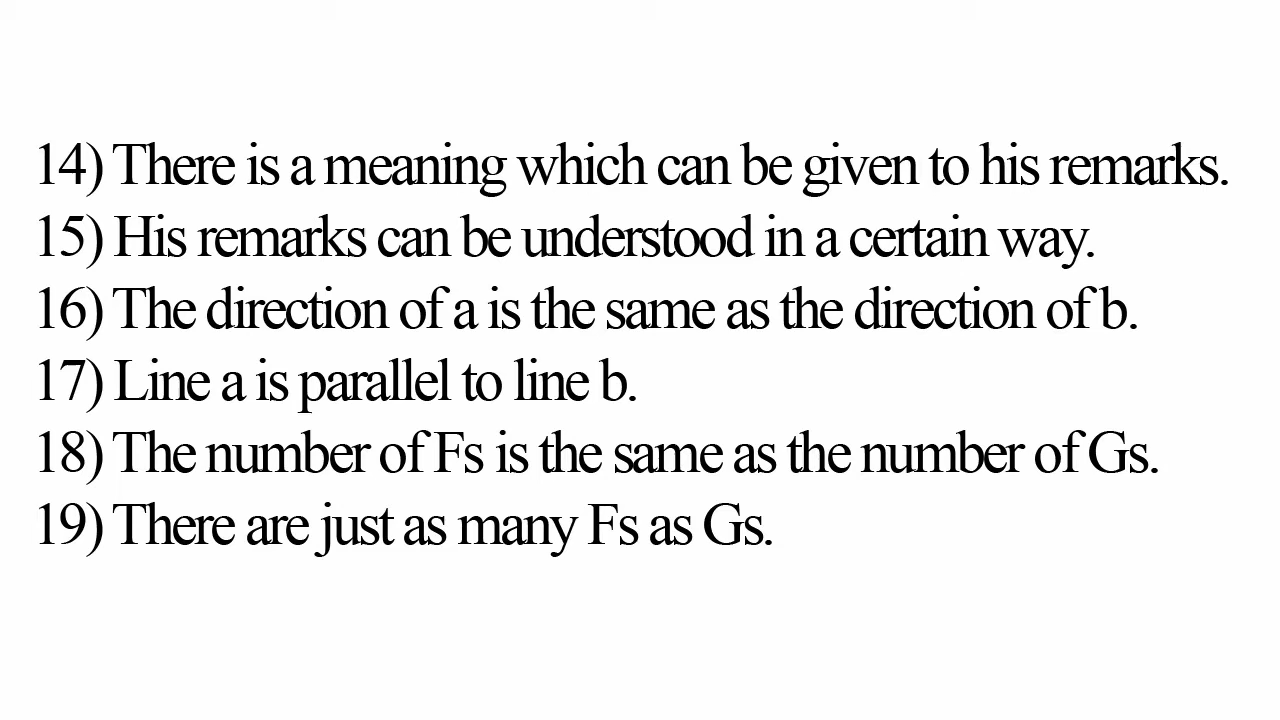 14) There is a meaning which can be given to his remarks.
15) His remarks can be understood in a certain way.
16) The direction of a is the same as the direction of b.
17) Line a is parallel to line b.
18) The number of Fs is the same as the number of Gs.
19) There are just as many Fs as Gs.